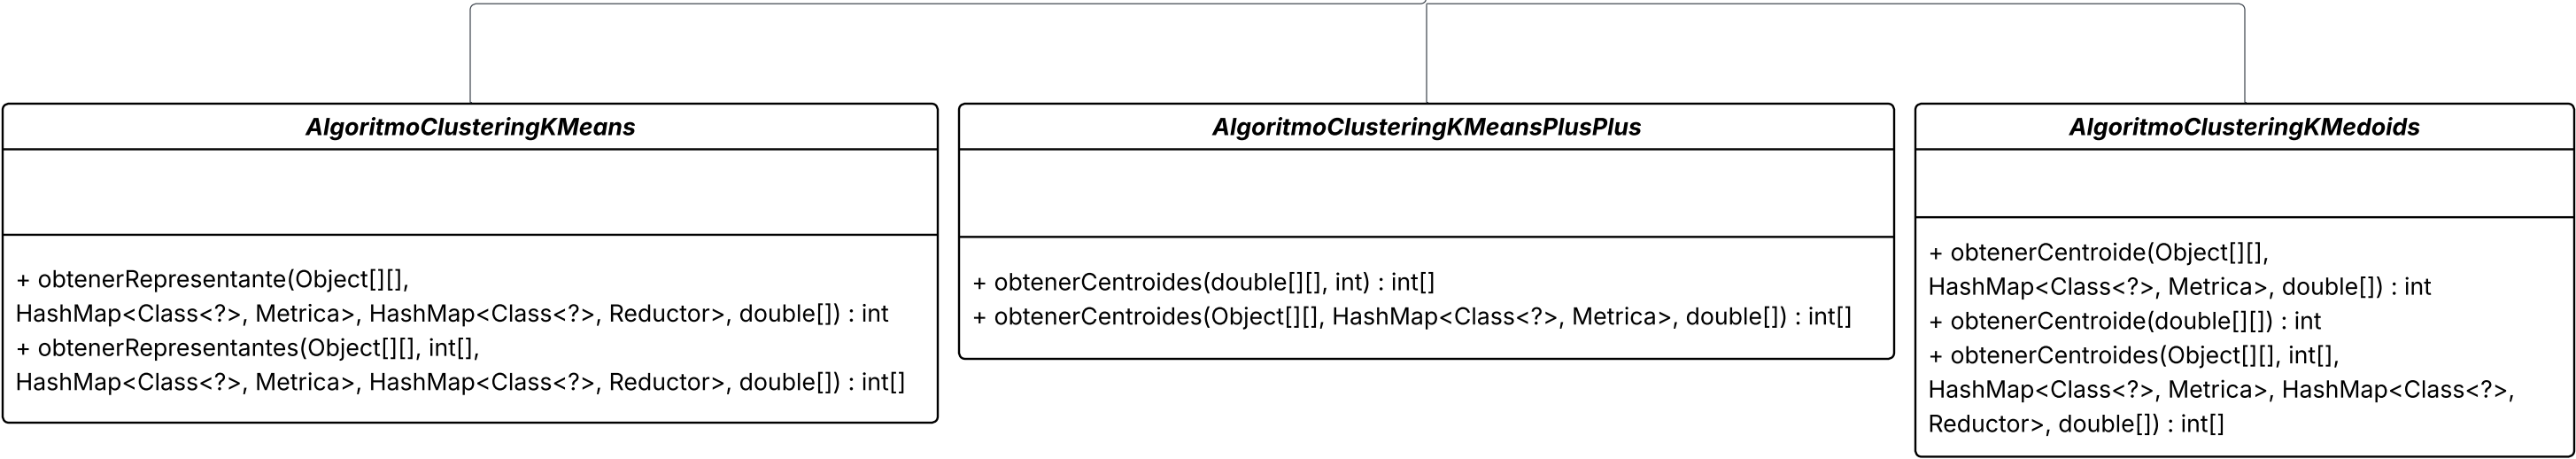 AlgoritmoClusteringKMeans
+ obtenerRepresentante(Object[][],
HashMap<Class<?>, Metrica>, HashMap<Class<?>, Reductor>, double[]) : int
+ obtenerRepresentantes(Object[][], int[],
HashMap<Class<?>, Metrica>, HashMap<Class<?>, Reductor>, double[]) : int[]
AlgoritmoClusteringKMeansPlusPlus
+ obtenerCentroides(double[][], int) : int[]
+ obtenerCentroides(Object[][], HashMap<Class<?>, Metrica>, double[]) : int[]
AlgoritmoClusteringKMedoids
+ obtenerCentroide(Object[][],
HashMap<Class<?>, Metrica>, double[]) : int
+ obtenerCentroide(double[][]) : int
+ obtenerCentroides(Object[][], int[],
HashMap<Class<?>, Metrica>, HashMap<Class<?>,
Reductor>, double[]) : int[]